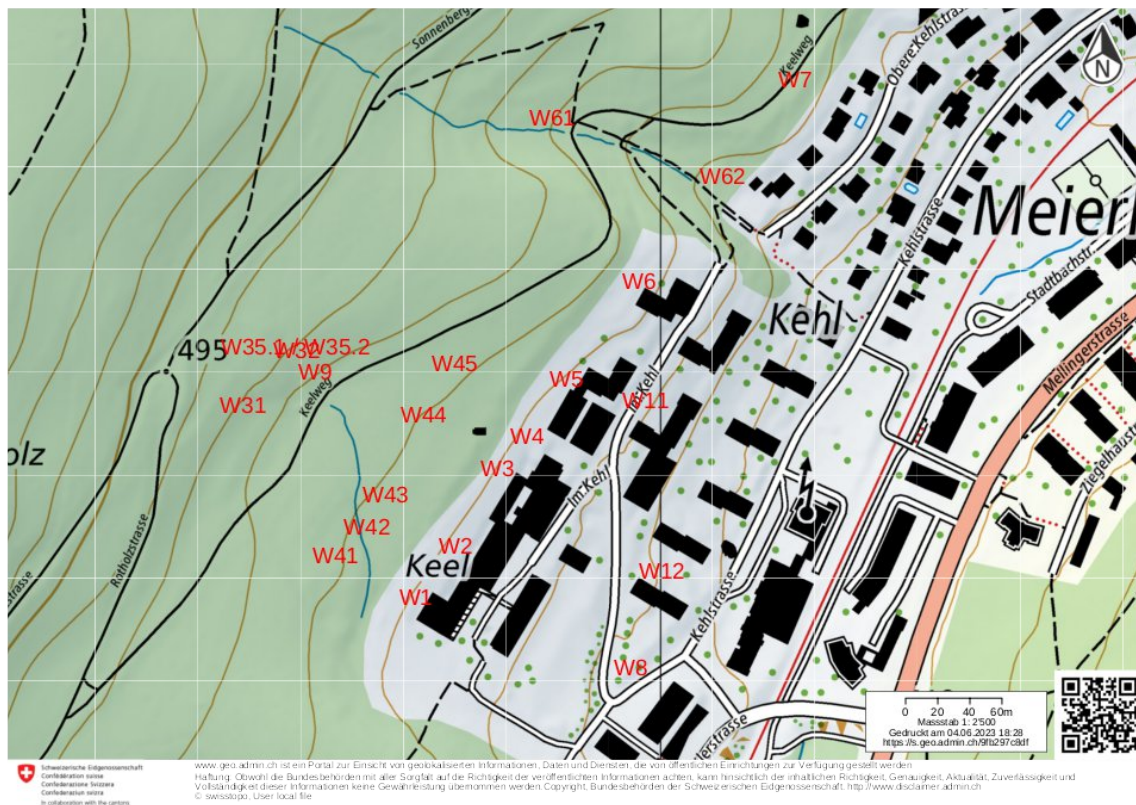 Sonnenberg
Obere Kehlstras
Keelweg
W7
N
W61
W62
Kehlstrasse
Meier
Stadtbachstr
W6
Kehl
Mellingerstrasse
495
W35.1
W32
W35.2
W9
W45
W5
Im Kehl
W11
W31
Keelweg
W44
W4
olz
W3
Im Kehl
Ziegelhaustr
W43
W42
W41
Rotholzstrasse
strasse
W2
Keel
W12
W1
Kehlstrasse
W8
terstrasse
0 20 40 60m
Massstab 1: 2'500
Gedruckt am 04.06.2023 18:28
https://s.geo.admin.ch/9fb297c8df
Schweizerische Eidgenossenschaft
Confédération suisse
Confederazione Svizzera
Confederaziun svizra
In collaboration with the cantons
www.geo.admin.ch ist ein Portal zur Einsicht von geolokalisierten Informationen, Daten und Diensten, die von öffentlichen Einrichtungen zur Verfügung gestellt werden
Haftung: Obwohl die Bundesbehörden mit aller Sorgfalt auf die Richtigkeit der veröffentlichten Informationen achten, kann hinsichtlich der inhaltlichen Richtigkeit, Genauigkeit, Aktualität, Zuverlässigkeit und
Vollständigkeit dieser Informationen keine Gewährleistung übernommen werden.Copyright, Bundesbehörden der Schweizerischen Eidgenossenschaft. http://www.disclaimer.admin.ch
© swisstopo, User local file